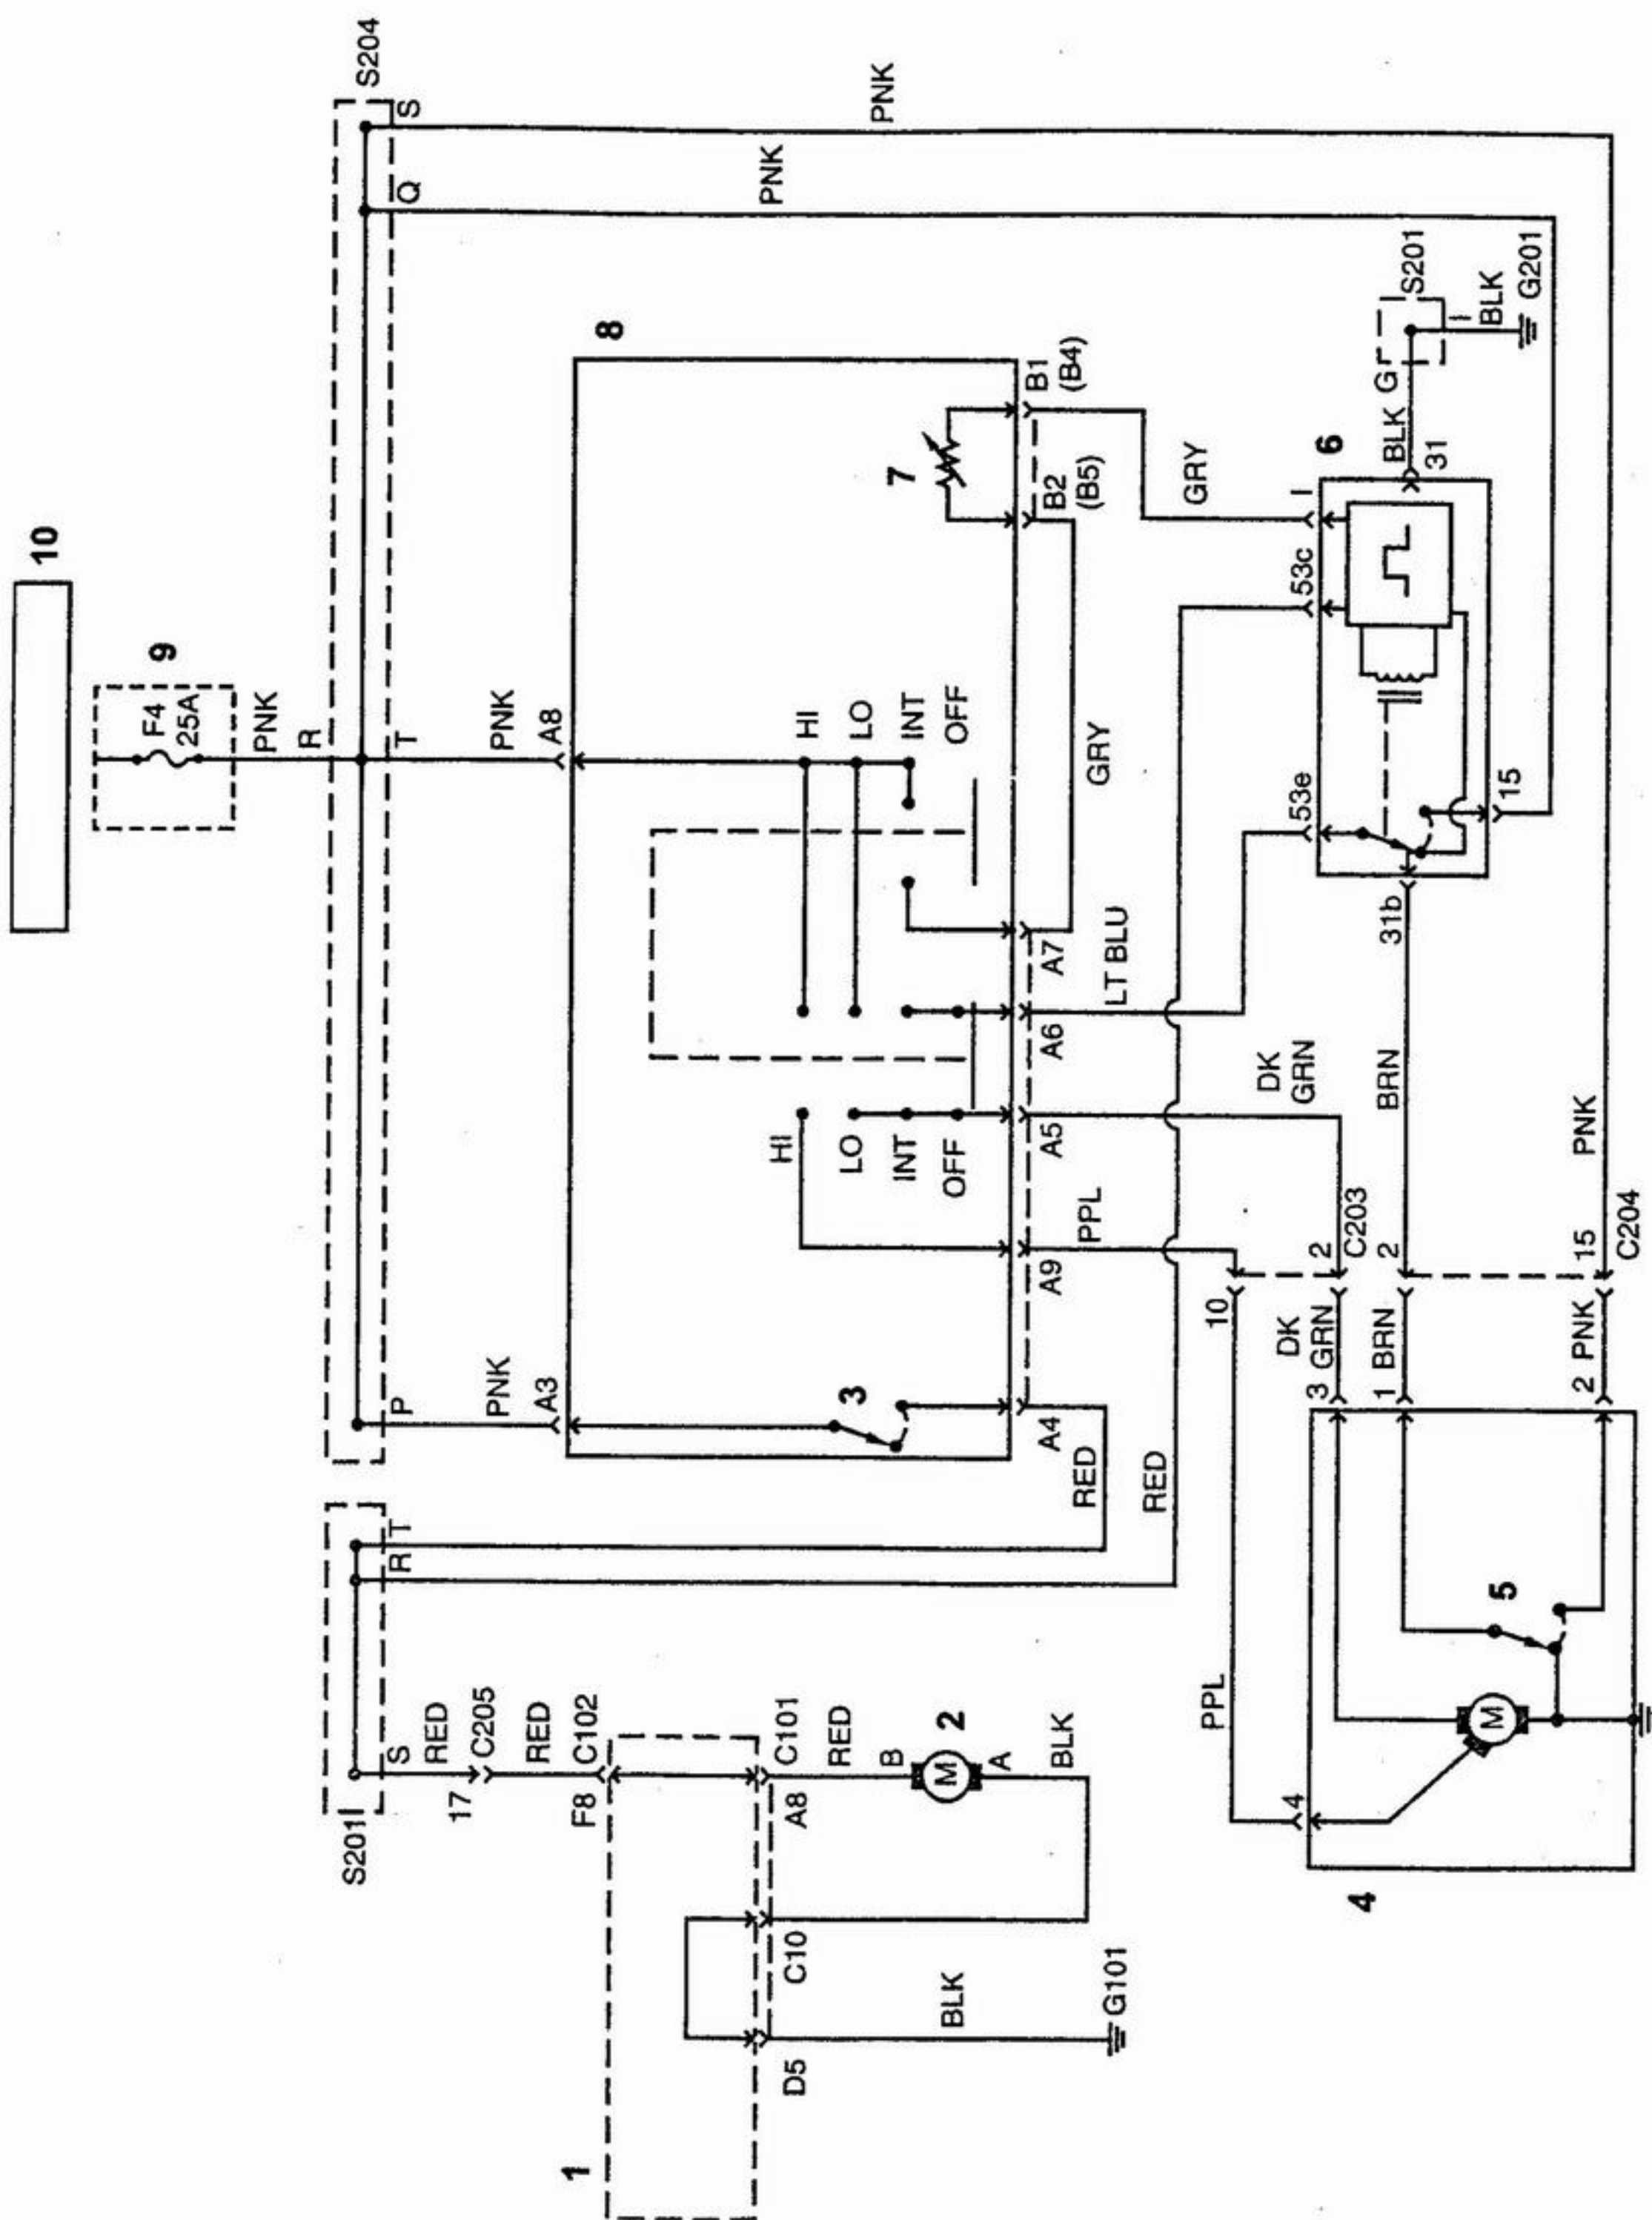 10
9
F4
25A
PNK
R
S204
S
Q
T
P
PNK
PNK
PNK
A8
8
PNK
A3
HI
LO
INT
OFF
HI
LO
INT
OFF
7
3
B1
(B4)
B2
(B5)
A7
A6
A5
A9
A4
GRY
GRY
LT BLU
DK
GRN
PPL
RED
RED
6
I
53c
53e
31
BLK
G
S201
I
BLK
G201
15
31b
BRN
PNK
2
C203
2
15
C204
10
DK
GRN
3
BRN
1
PNK
2
PPL
4
5
M
4
S201
T
R
S
RED
17
C205
RED
F8
C102
1
C101
A8
RED
B
M
2
A
BLK
C10
D5
BLK
G101